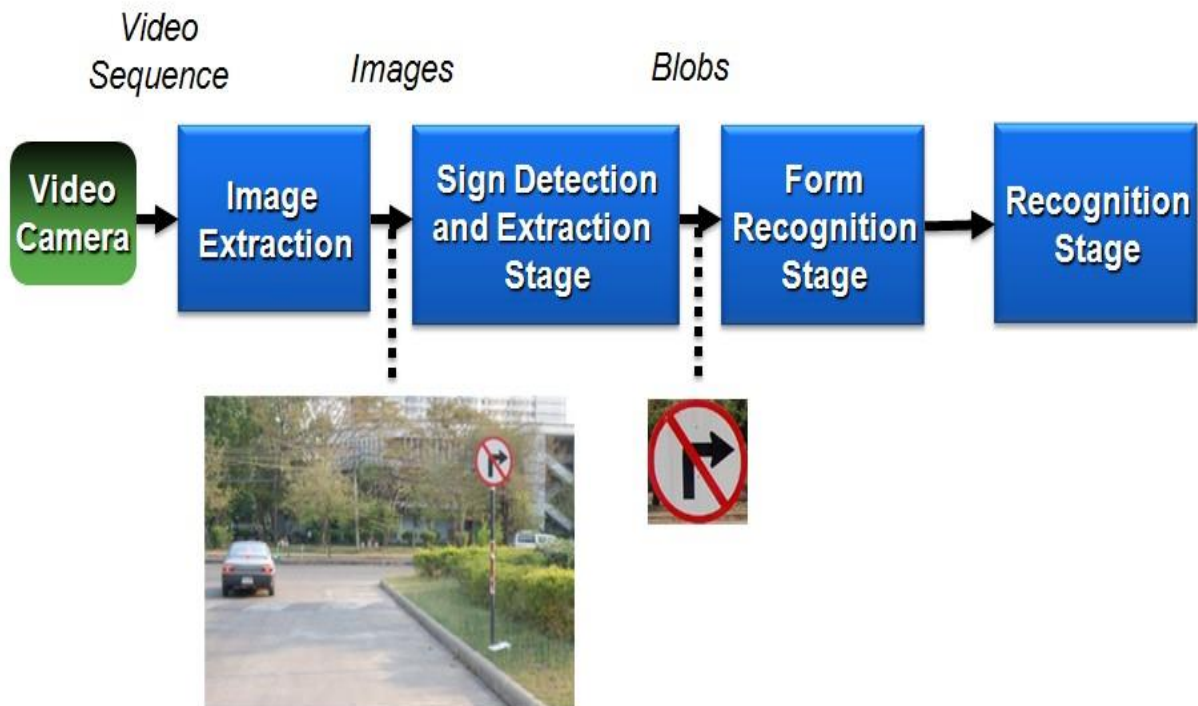 Video
Sequence
Images
Blobs
Video
Camera
Image
Extraction
Sign Detection
and Extraction
Stage
Form
Recognition
Stage
Recognition
Stage